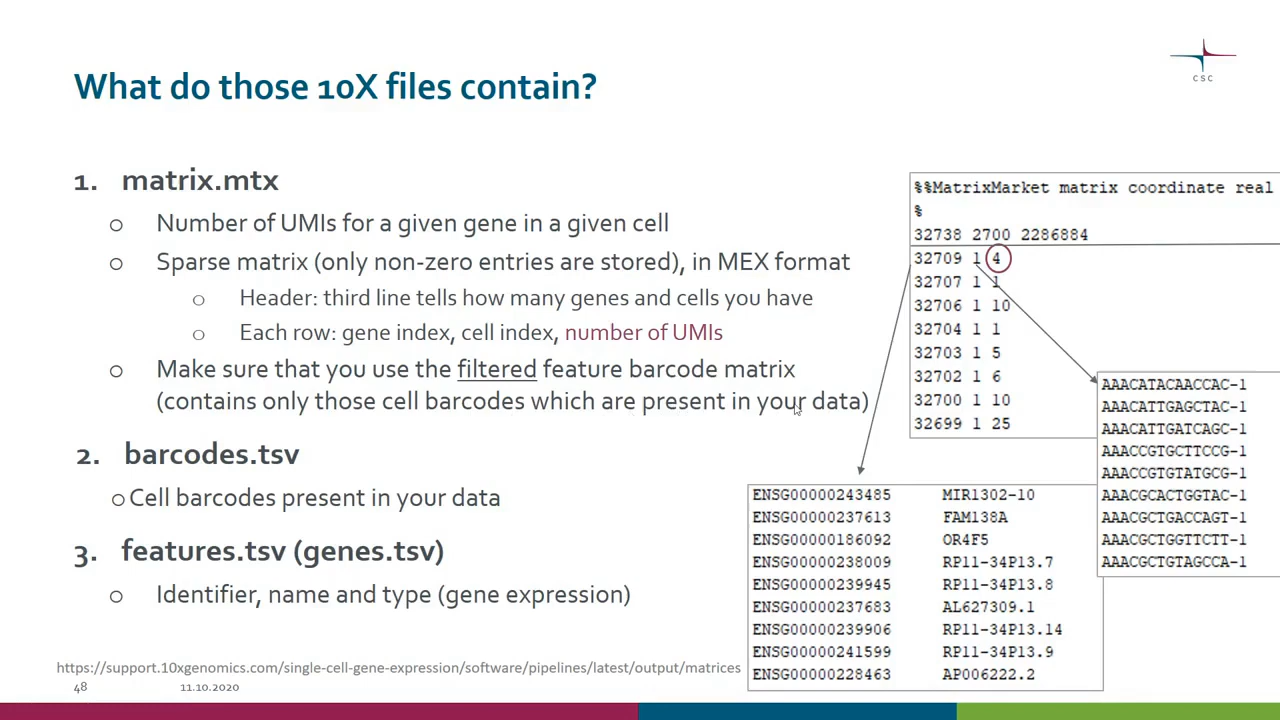 csc
What do those 10X files contain?
1. matrix.mtx
o Number of UMIs for a given gene in a given cell
o Sparse matrix (only non-zero entries are stored), in MEX format
o Header: third line tells how many genes and cells you have
o Each row: gene index, cell index, number of UMIs
o Make sure that you use the filtered feature barcode matrix
(contains only those cell barcodes which are present in your data)
2. barcodes.tsv
o Cell barcodes present in your data
3. features.tsv (genes.tsv)
o Identifier, name and type (gene expression)
%%MatrixMarket matrix coordinate real
%
32738 2700 2286884
32709 1 4
32707 1 1
32706 1 10
32704 1 1
32703 1 5
32702 1 6
32700 1 10
32699 1 25
AAACATACAACCAC-1
AAACATTGAGCTAC-1
AAACATTGATCAGC-1
AAACCGTGCTTCCG-1
AAACCGTGTATGCG-1
AAACGCACTGGTAC-1
AAACGCTGACCAGT-1
AAACGCTGGTTCTT-1
AAACGCTGTAGCCA-1
ENSG00000243485 MIR1302-10
ENSG00000237613 FAM138A
ENSG00000186092 OR4F5
ENSG00000238009 RP11-34P13.7
ENSG00000239945 RP11-34P13.8
ENSG00000237683 AL627309.1
ENSG00000239906 RP11-34P13.14
ENSG00000241599 RP11-34P13.9
ENSG00000228463 AP006222.2
https://support.10xgenomics.com/single-cell-gene-expression/software/pipelines/latest/output/matrices
48 11.10.2020